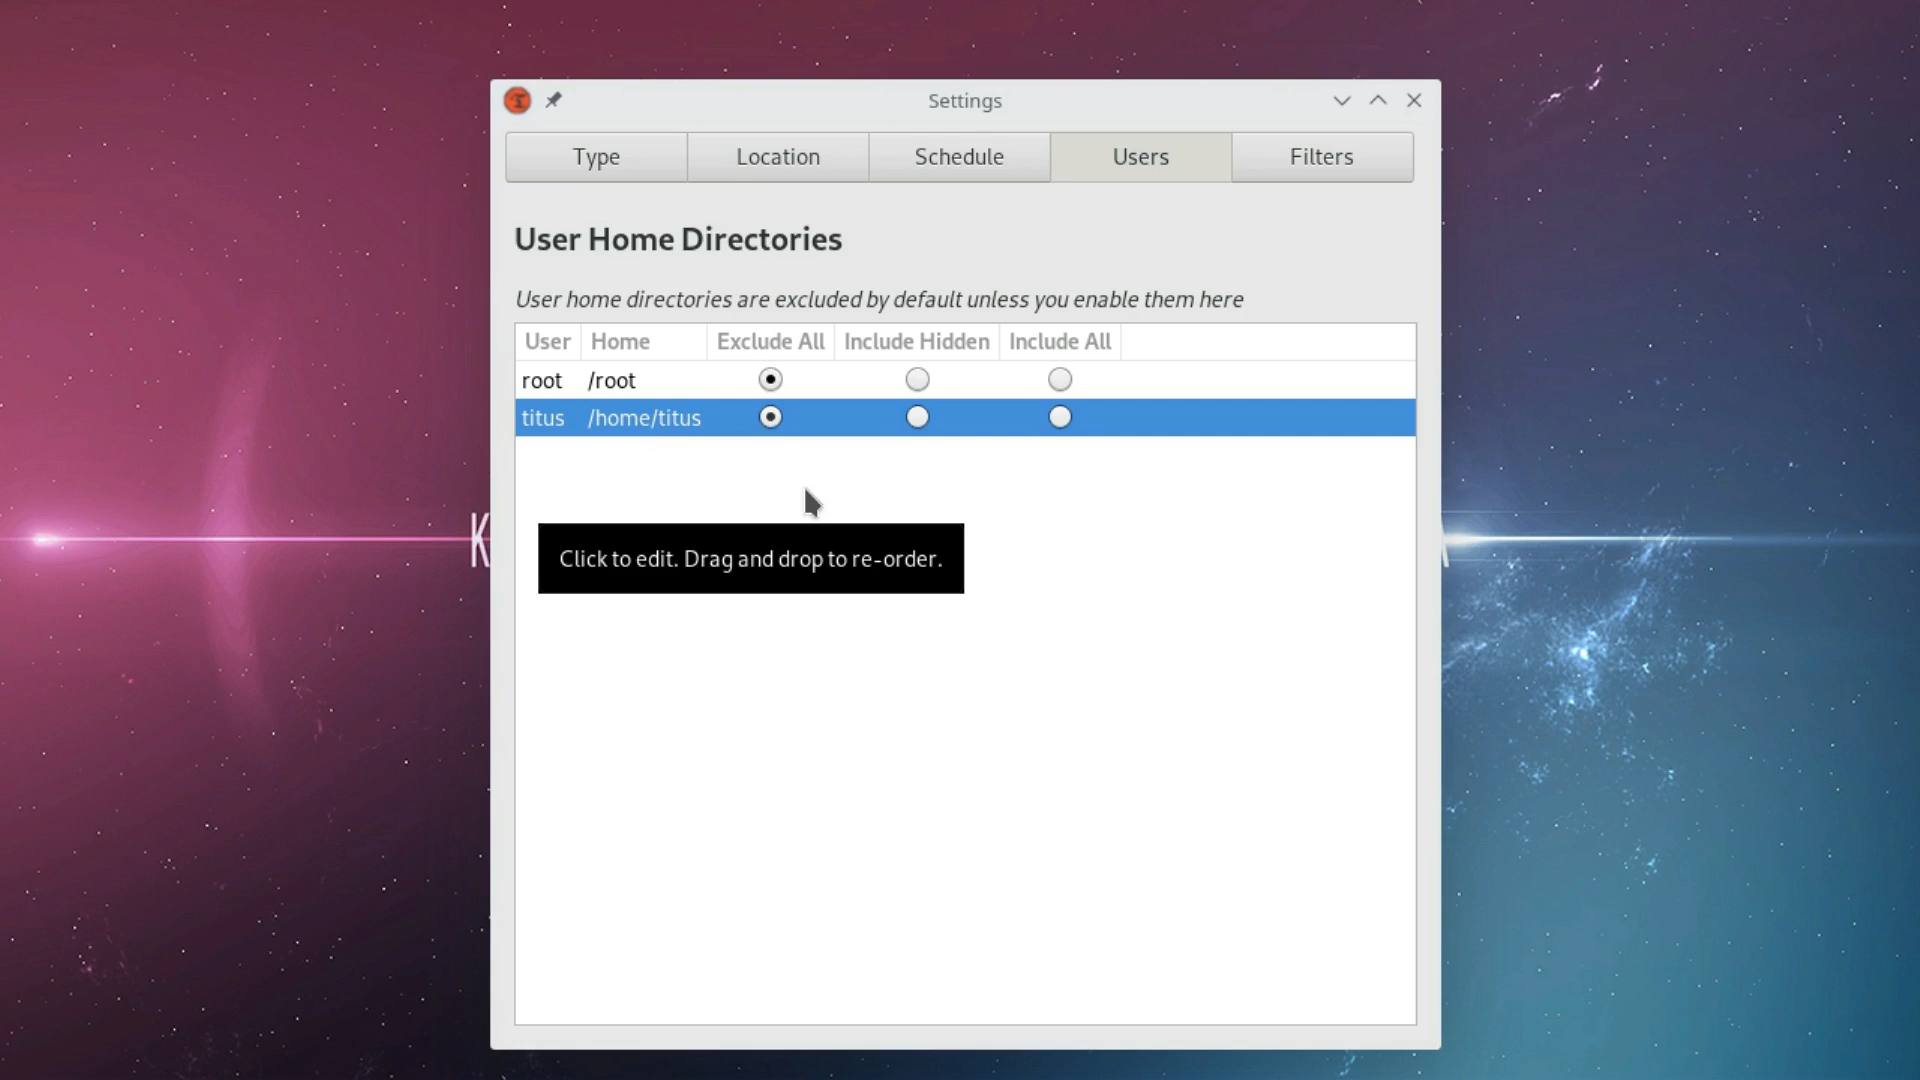 Settings
Type Location Schedule Users Filters
User Home Directories
User home directories are excluded by default unless you enable them here
User Home Exclude All Include Hidden Include All
root /root
titus /home/titus
K
Click to edit. Drag and drop to re-order.